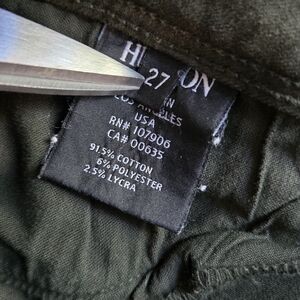 H ON
27
N
LOS ANGELES
USA
RN# 107906
CA# 00635
91.5% COTTON
6% POLYESTER
2.5% LYCRA